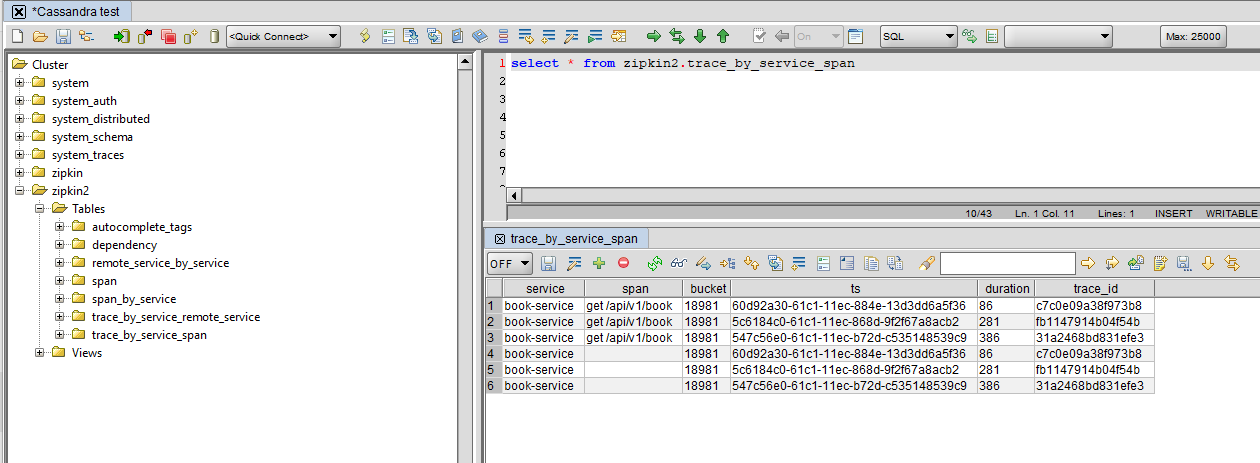 *Cassandra test
<Quick Connect>
On
SQL
Max: 25000
Cluster
system
system_auth
system_distributed
system_schema
system_traces
zipkin
zipkin2
Tables
autocomplete_tags
dependency
remote_service_by_service
span
span_by_service
trace_by_service_remote_service
trace_by_service_span
Views
1 select * from zipkin2.trace_by_service_span
2
3
4
5
6
7
10/43 Ln. 1 Col. 11 Lines: 1 INSERT WRITABLE
trace_by_service_span
OFF
service span bucket ts duration trace_id
1 book-service get /api/v1/book 18981 60d92a30-61c1-11ec-884e-13d3dd6a5f36 86 c7c0e09a38f973b8
2 book-service get /api/v1/book 18981 5c6184c0-61c1-11ec-868d-9f2f67a8acb2 281 fb1147914b04f54b
3 book-service get /api/v1/book 18981 547c56e0-61c1-11ec-b72d-c535148539c9 386 31a2468bd831efe3
4 book-service 18981 60d92a30-61c1-11ec-884e-13d3dd6a5f36 86 c7c0e09a38f973b8
5 book-service 18981 5c6184c0-61c1-11ec-868d-9f2f67a8acb2 281 fb1147914b04f54b
6 book-service 18981 547c56e0-61c1-11ec-b72d-c535148539c9 386 31a2468bd831efe3